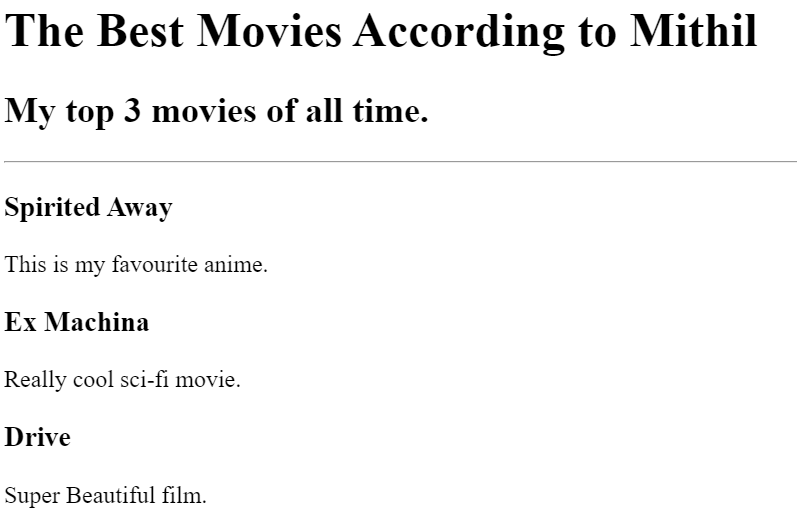 The Best Movies According to Mithil
My top 3 movies of all time.
Spirited Away
This is my favourite anime.
Ex Machina
Really cool sci-fi movie.
Drive
Super Beautiful film.